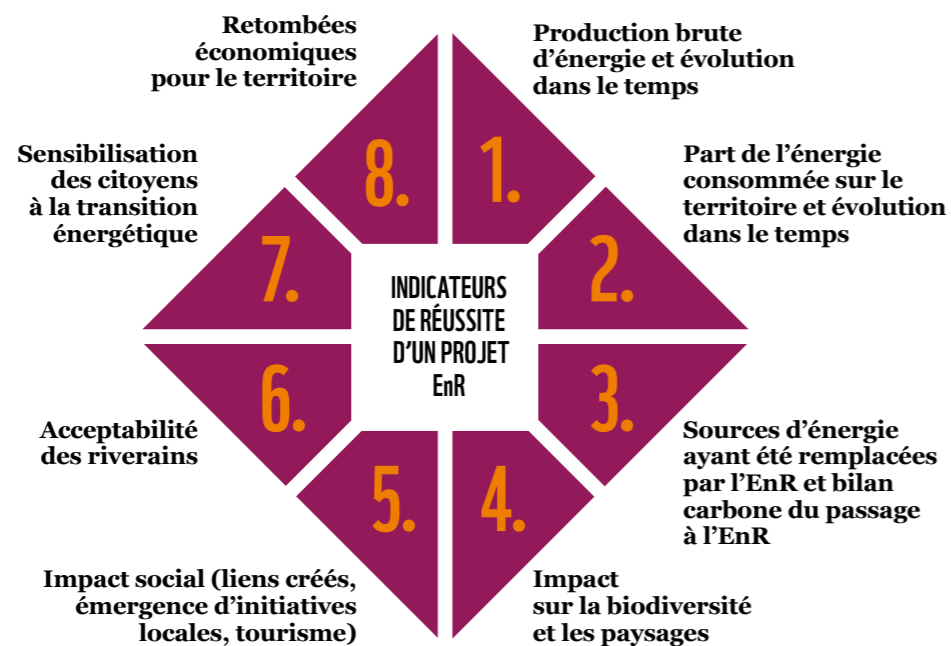 INDICATEURS
DE RÉUSSITE
D'UN PROJET
EnR
1.
Production brute
d'énergie et évolution
dans le temps
2.
Part de l'énergie
consommée sur le
territoire et évolution
dans le temps
3.
Sources d'énergie
ayant été remplacées
par l'EnR et bilan
carbone du passage
à l'EnR
4.
Impact
sur la biodiversité
et les paysages
5.
Impact social (liens créés,
émergence d'initiatives
locales, tourisme)
6.
Acceptabilité
des riverains
7.
Sensibilisation
des citoyens
à la transition
énergétique
8.
Retombées
économiques
pour le territoire